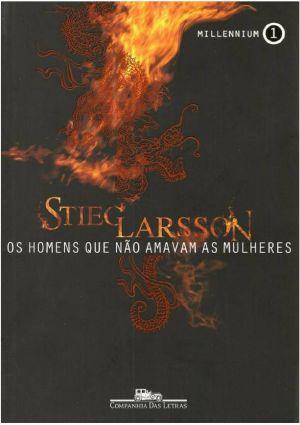 MILLENNIUM 1
STIEG
LARSSON
OS HOMENS QUE NÃO AMAVAM AS MULHERES
COMPANHIA DAS LETRAS